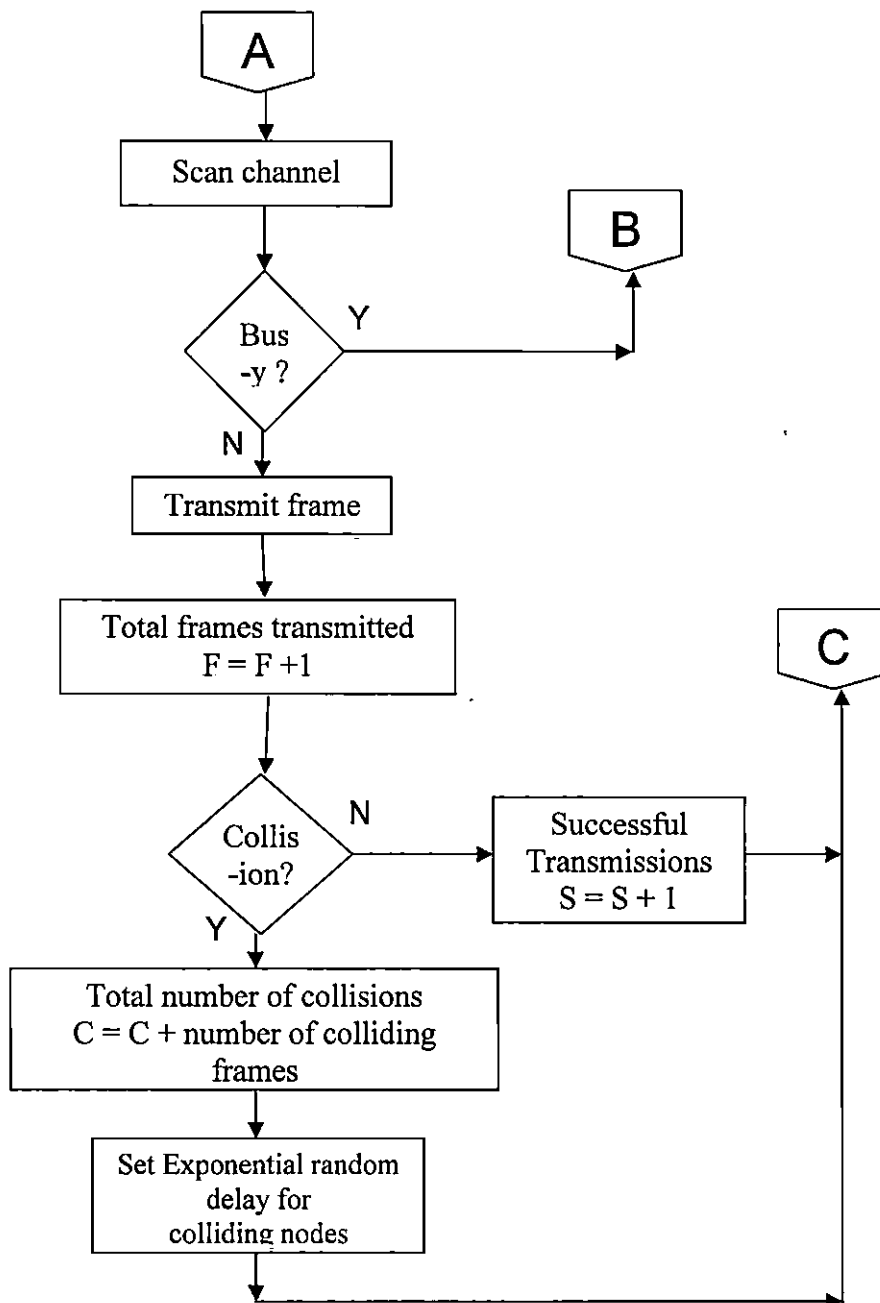 A
Scan channel
B
Bus
-y ?
Y
N
Transmit frame
Total frames transmitted
F = F +1
C
Collis
-ion?
N
Successful
Transmissions
S = S + 1
Y
Total number of collisions
C = C + number of colliding
frames
Set Exponential random
delay for
colliding nodes